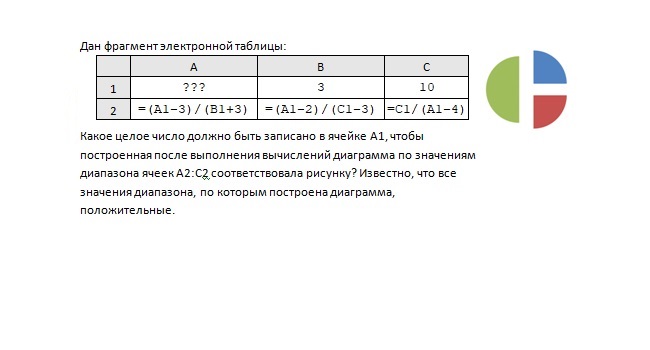 Дан фрагмент электронной таблицы:
A B C
1 ??? 3 10
2 =(A1−3)/(B1+3) =(A1−2)/(C1−3) =C1/(A1−4)
Какое целое число должно быть записано в ячейке A1, чтобы
построенная после выполнения вычислений диаграмма по значениям
диапазона ячеек A2:C2 соответствовала рисунку? Известно, что все
значения диапазона, по которым построена диаграмма,
положительные.